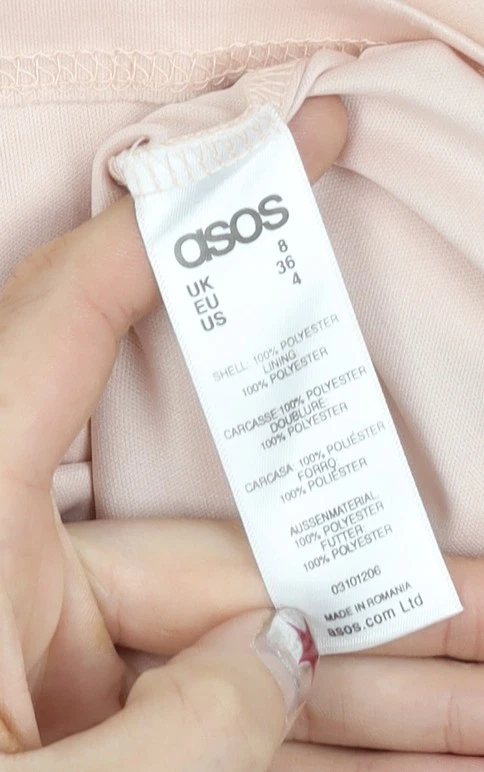 asos
UK 8
EU 36
US 4
SHELL: 100% POLYESTER
LINING:
100% POLYESTER
CARCASSE:100% POLYESTER
DOUBLURE:
100% POLYESTER
CARCASA: 100% POLIÉSTER
FORRO:
100% POLIÉSTER
AUSSENMATERIAL:
100% POLYESTER
FUTTER:
100% POLYESTER
03101206
MADE IN ROMANIA
asos.com Ltd